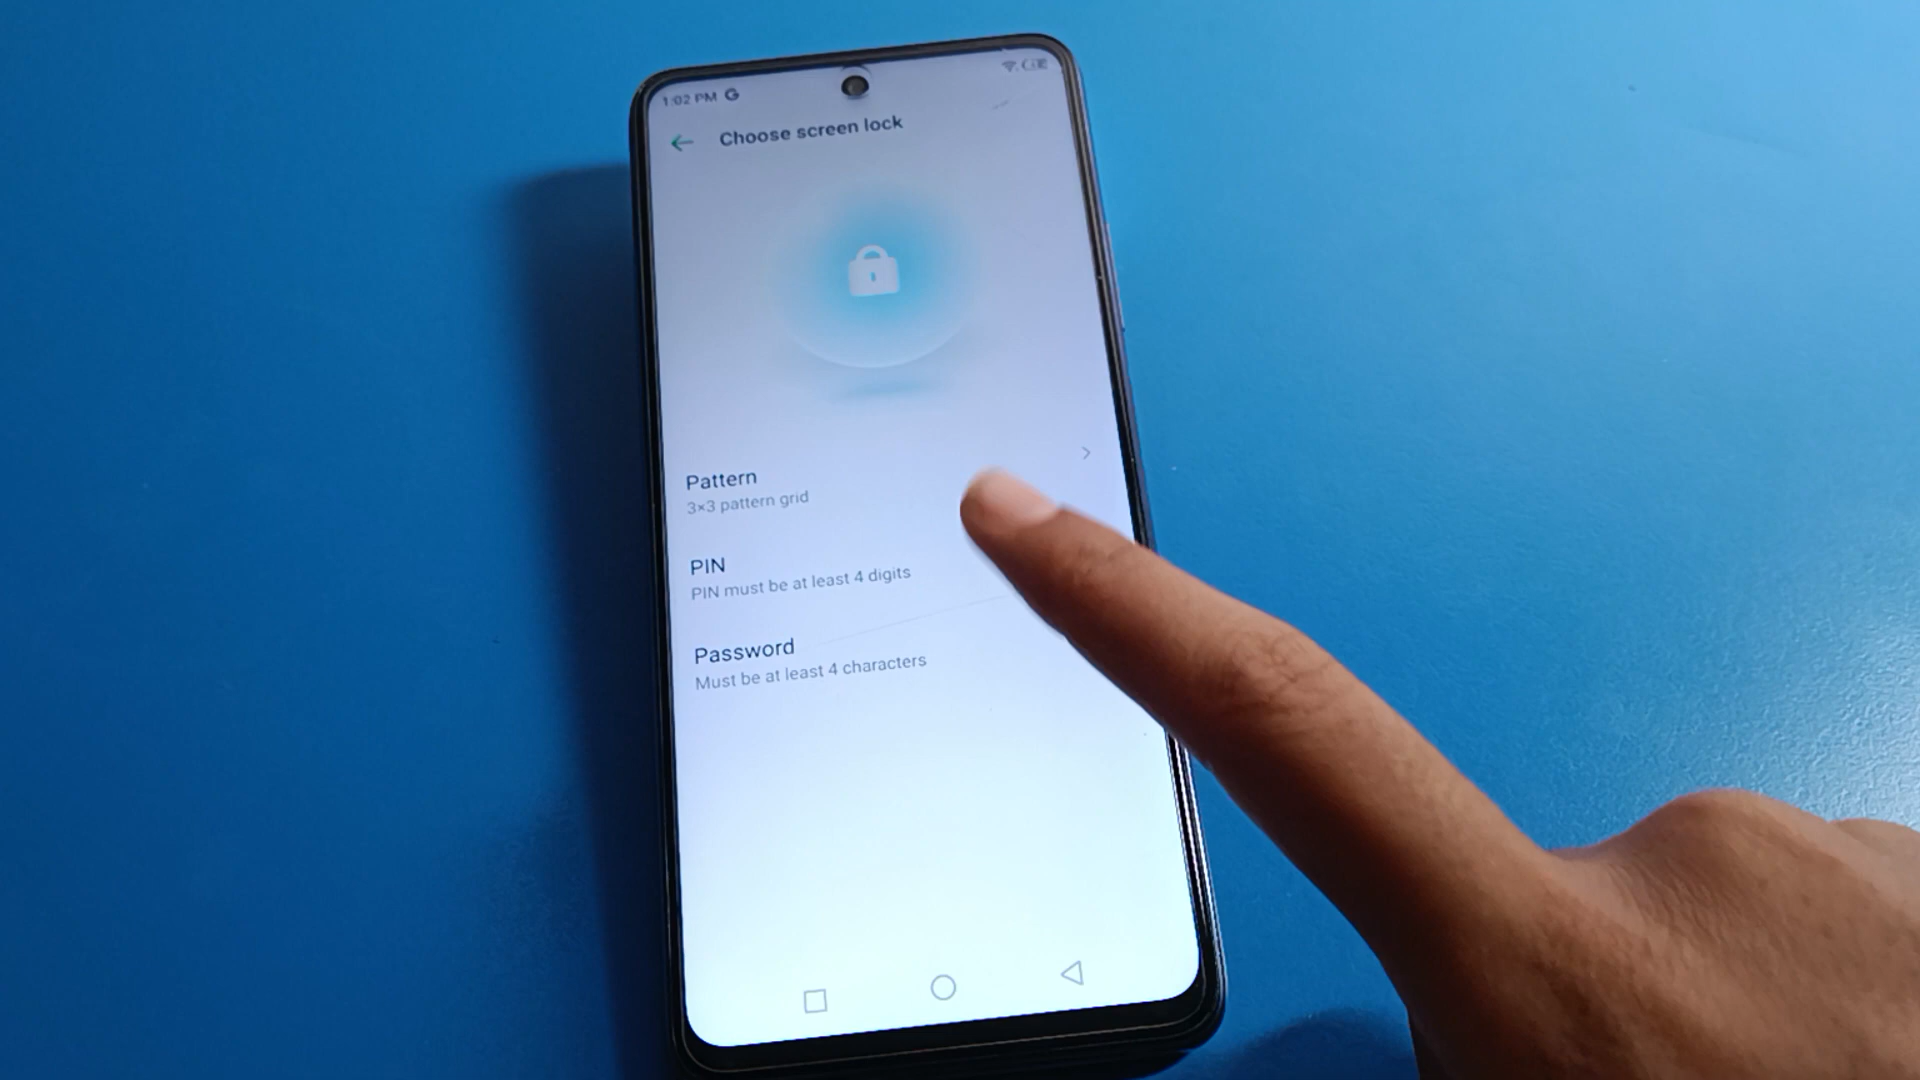 1:02 PM G
Choose screen lock
Pattern
3×3 pattern grid
PIN
PIN must be at least 4 digits
Password
Must be at least 4 characters